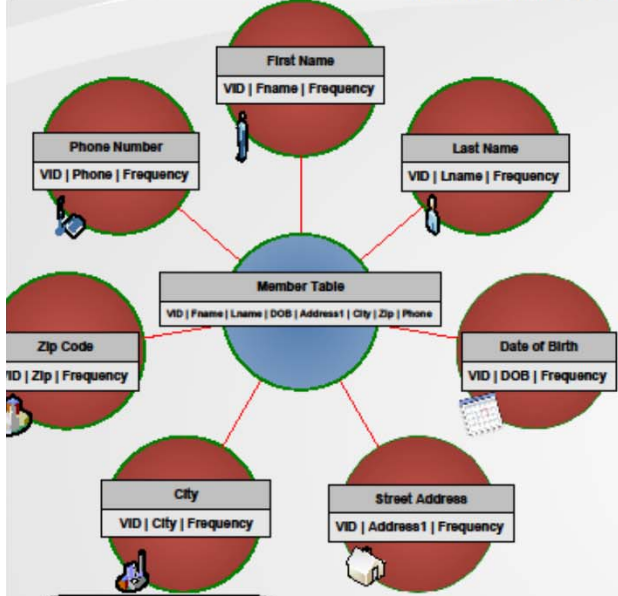 First Name
VID | Fname | Frequency
Phone Number
VID | Phone | Frequency
Last Name
VID | Lname | Frequency
Member Table
VID | Fname | Lname | DOB | Address1 | City | Zip | Phone
Zip Code
VID | Zip | Frequency
Date of Birth
VID | DOB | Frequency
City
VID | City | Frequency
Street Address
VID | Address1 | Frequency